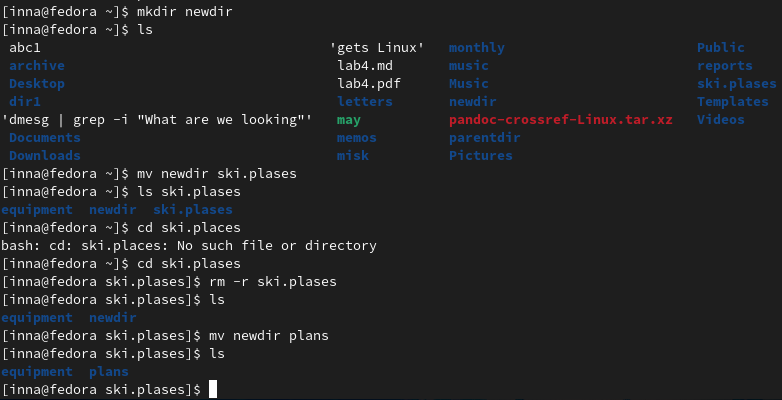 [inna@fedora ~]$ mkdir newdir
[inna@fedora ~]$ ls
 abc1                                  'gets Linux'   monthly                         Public
 archive                                lab4.md       music                           reports
 Desktop                                lab4.pdf      Music                           ski.plases
 dir1                                   letters       newdir                          Templates
'dmesg | grep -i "What are we looking"'   may           pandoc-crossref-Linux.tar.xz    Videos
 Documents                              memos         parentdir
 Downloads                              misk          Pictures
[inna@fedora ~]$ mv newdir ski.plases
[inna@fedora ~]$ ls ski.plases
equipment  newdir  ski.plases
[inna@fedora ~]$ cd ski.places
bash: cd: ski.places: No such file or directory
[inna@fedora ~]$ cd ski.plases
[inna@fedora ski.plases]$ rm -r ski.plases
[inna@fedora ski.plases]$ ls
equipment  newdir
[inna@fedora ski.plases]$ mv newdir plans
[inna@fedora ski.plases]$ ls
equipment  plans
[inna@fedora ski.plases]$